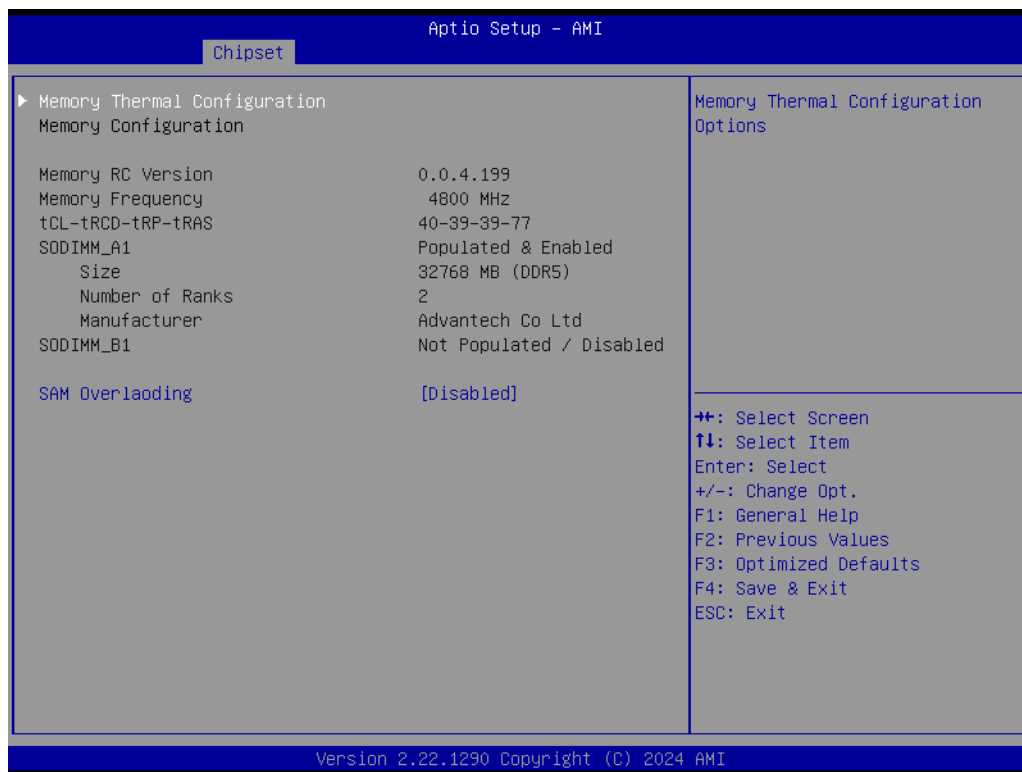 Aptio Setup – AMI
Chipset
Memory Thermal Configuration
Memory Configuration
Memory RC Version 0.0.4.199
Memory Frequency 4800 MHz
tCL-tRCD-tRP-tRAS 40-39-39-77
SODIMM_A1 Populated & Enabled
Size 32768 MB (DDR5)
Number of Ranks 2
Manufacturer Advantech Co Ltd
SODIMM_B1 Not Populated / Disabled
SAM Overlaoding [Disabled]
Memory Thermal Configuration
Options
→←: Select Screen
↑↓: Select Item
Enter: Select
+/-: Change Opt.
F1: General Help
F2: Previous Values
F3: Optimized Defaults
F4: Save & Exit
ESC: Exit
Version 2.22.1290 Copyright (C) 2024 AMI